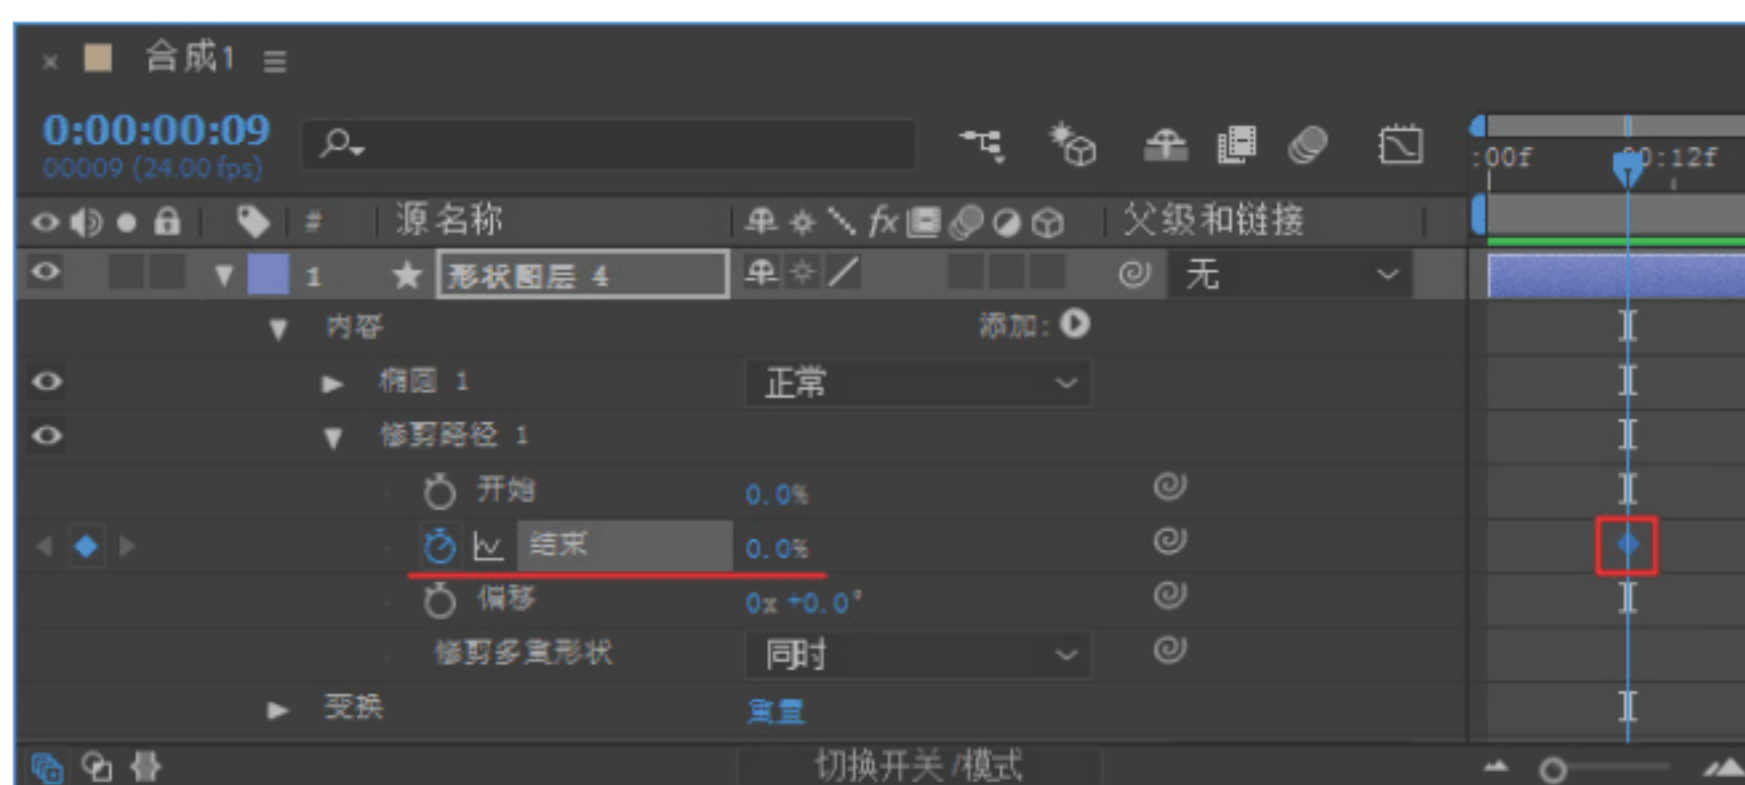 合成1
0:00:00:09
00009 (24.00 fps)
:00f 00:12f
# 源名称 fx 父级和链接
1 形状图层 4 无
内容 添加:
椭圆 1 正常
修剪路径 1
开始 0.0%
结束 0.0%
偏移 0x+0.0°
修剪多重形状 同时
变换 重置
切换开关/模式